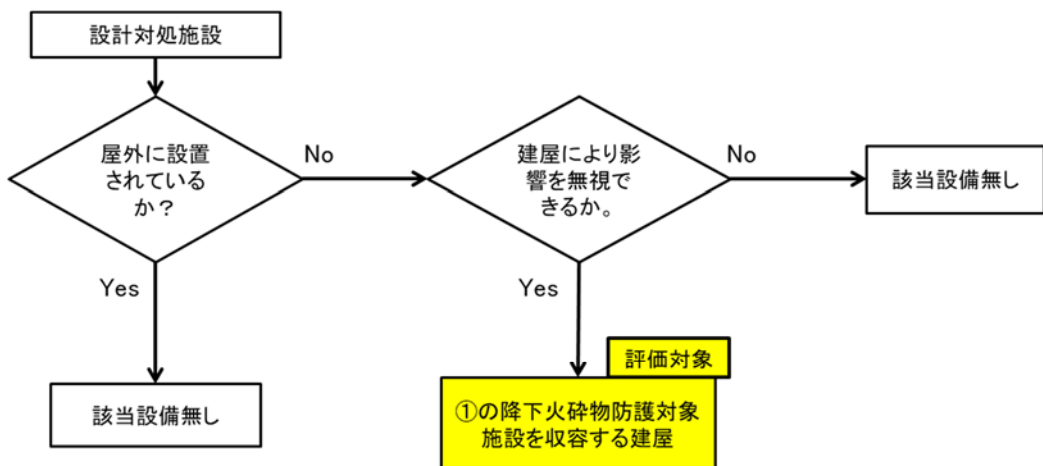 設計対処施設
屋外に設置
されている
か？
No
建屋により影
響を無視で
きるか。
No
該当設備無し
Yes
Yes
評価対象
該当設備無し
①の降下火砕物防護対象
施設を収容する建屋